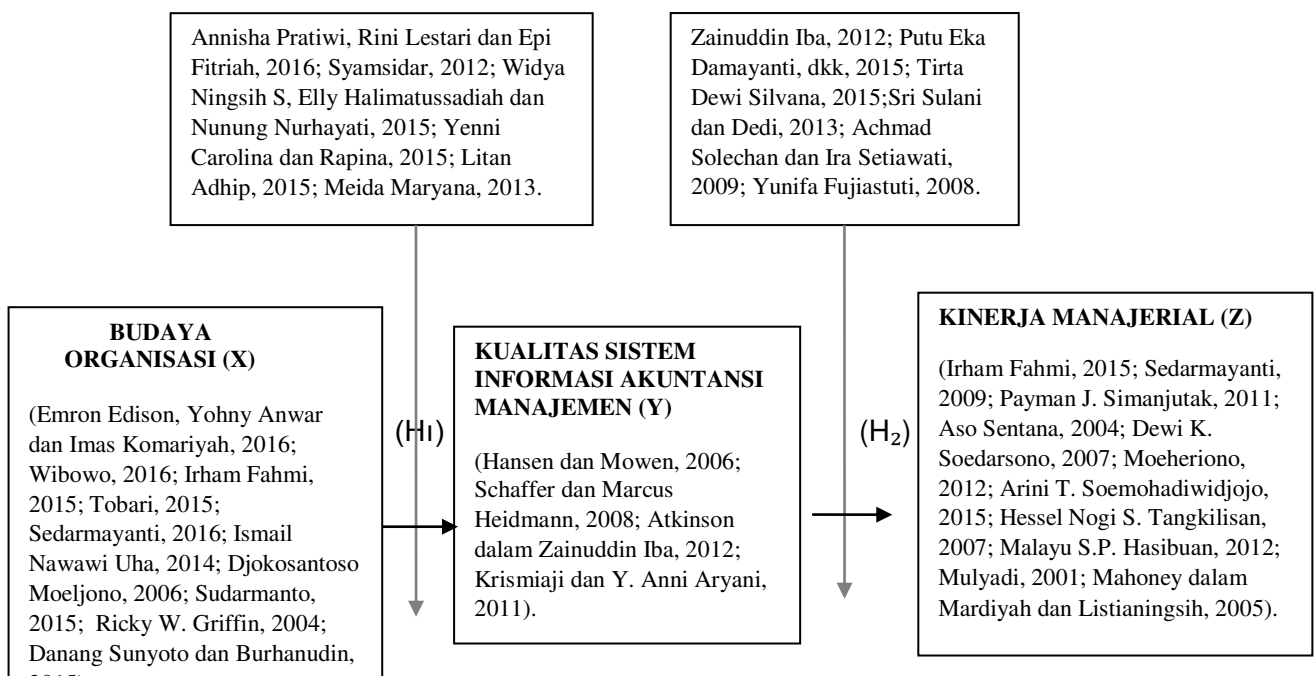 Annisha Pratiwi, Rini Lestari dan Epi
Fitriah, 2016; Syamsidar, 2012; Widya
Ningsih S, Elly Halimatussadiah dan
Nunung Nurhayati, 2015; Yenni
Carolina dan Rapina, 2015; Litan
Adhip, 2015; Meida Maryana, 2013.
Zainuddin Iba, 2012; Putu Eka
Damayanti, dkk, 2015; Tirta
Dewi Silvana, 2015;Sri Sulani
dan Dedi, 2013; Achmad
Solechan dan Ira Setiawati,
2009; Yunifa Fujiastuti, 2008.
BUDAYA
ORGANISASI (X)
(Emron Edison, Yohny Anwar
dan Imas Komariyah, 2016;
Wibowo, 2016; Irham Fahmi,
2015; Tobari, 2015;
Sedarmayanti, 2016; Ismail
Nawawi Uha, 2014; Djokosantoso
Moeljono, 2006; Sudarmanto,
2015; Ricky W. Griffin, 2004;
Danang Sunyoto dan Burhanudin,
(H₁)
KUALITAS SISTEM
INFORMASI AKUNTANSI
MANAJEMEN (Y)
(Hansen dan Mowen, 2006;
Schaffer dan Marcus
Heidmann, 2008; Atkinson
dalam Zainuddin Iba, 2012;
Krismiaji dan Y. Anni Aryani,
2011).
(H₂)
KINERJA MANAJERIAL (Z)
(Irham Fahmi, 2015; Sedarmayanti,
2009; Payman J. Simanjutak, 2011;
Aso Sentana, 2004; Dewi K.
Soedarsono, 2007; Moeheriono,
2012; Arini T. Soemohadiwidjojo,
2015; Hessel Nogi S. Tangkilisan,
2007; Malayu S.P. Hasibuan, 2012;
Mulyadi, 2001; Mahoney dalam
Mardiyah dan Listianingsih, 2005).